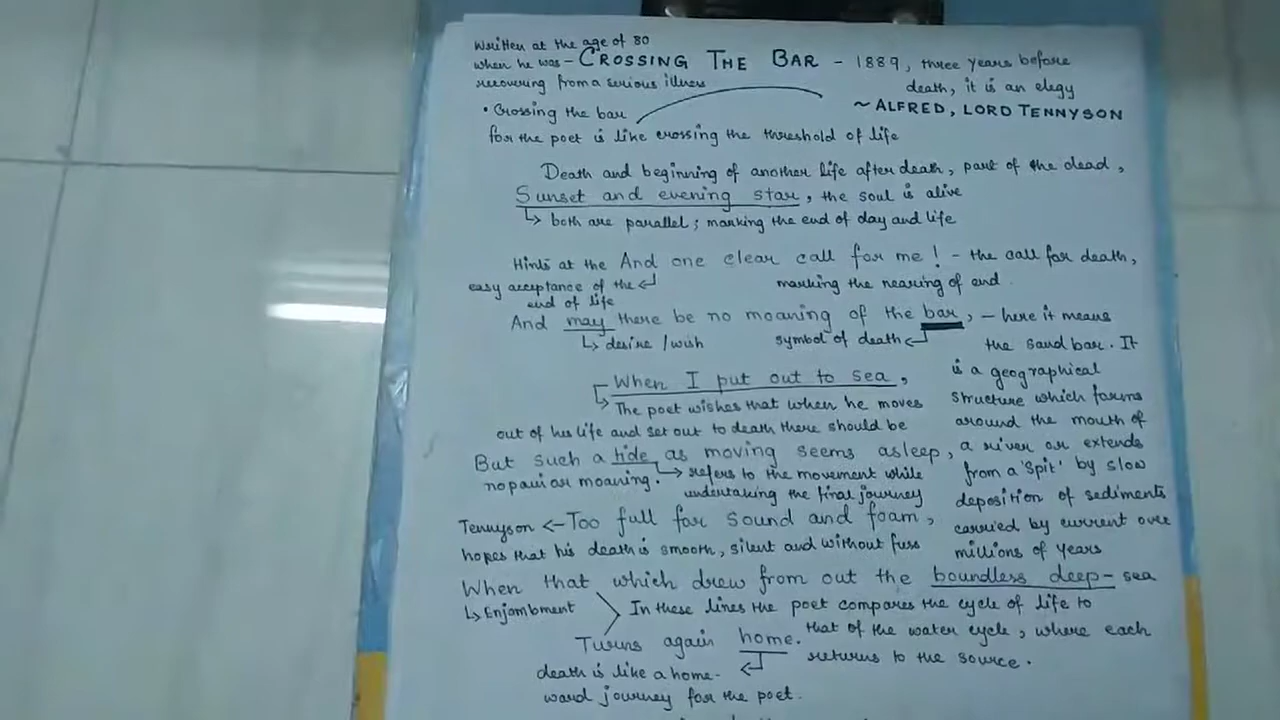 Written at the age of 80
when he was - CROSSING THE BAR - 1889, three years before
recovering from a serious illness death, it is an elegy
• Crossing the bar ~ ALFRED, LORD TENNYSON
for the poet is like crossing the threshold of life
Death and beginning of another life after death, part of the dead,
Sunset and evening star, the soul is alive
↳ both are parallel; marking the end of day and life
Hints at the And one clear call for me! - the call for death,
easy acceptance of the marking the nearing of end.
end of life
And may there be no moaning of the bar, - here it means
↳ desire / wish symbol of death the sand bar. It
is a geographical
When I put out to sea,
structure which forms
↳ The poet wishes that when he moves
around the mouth of
out of his life and set out to death there should be
But such a tide as moving seems asleep, a river or extends
no pain or moaning. → refers to the movement while from a 'spit' by slow
undertaking the final journey deposition of sediments
Tennyson <- Too full for sound and foam, carried by current over
hopes that his death is smooth, silent and without fuss millions of years
When that which drew from out the boundless deep - sea
↳ Enjambment In these lines the poet compares the cycle of life to
Turns again home. that of the water cycle, where each
death is like a home- returns to the source.
ward journey for the poet.